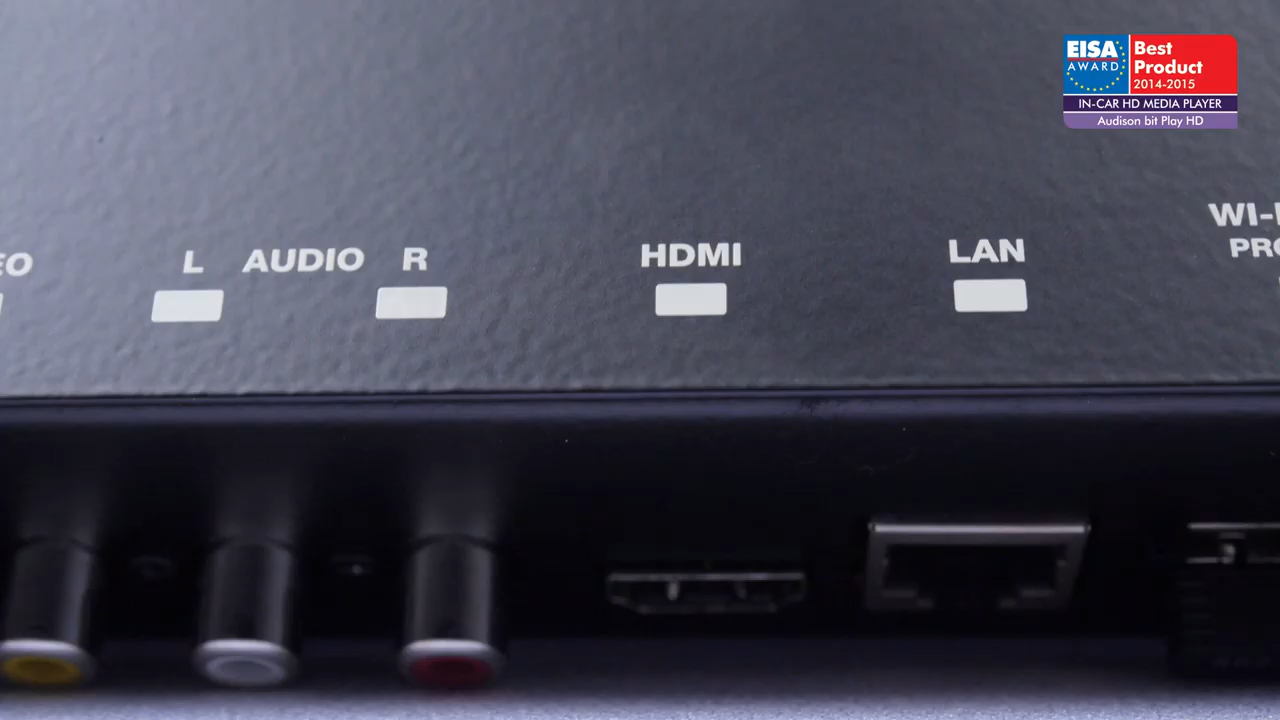 EISA
AWARD
Best
Product
2014-2015
IN-CAR HD MEDIA PLAYER
Audison bit Play HD
L AUDIO R
HDMI
LAN